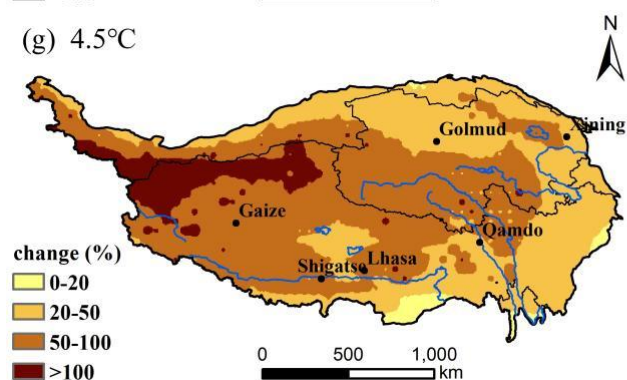 (g) 4.5°C
N
Xining
Golmud
Gaize
Qamdo
Lhasa
Shigatse
change (%)
0-20
20-50
50-100
>100
0 500 1,000
km